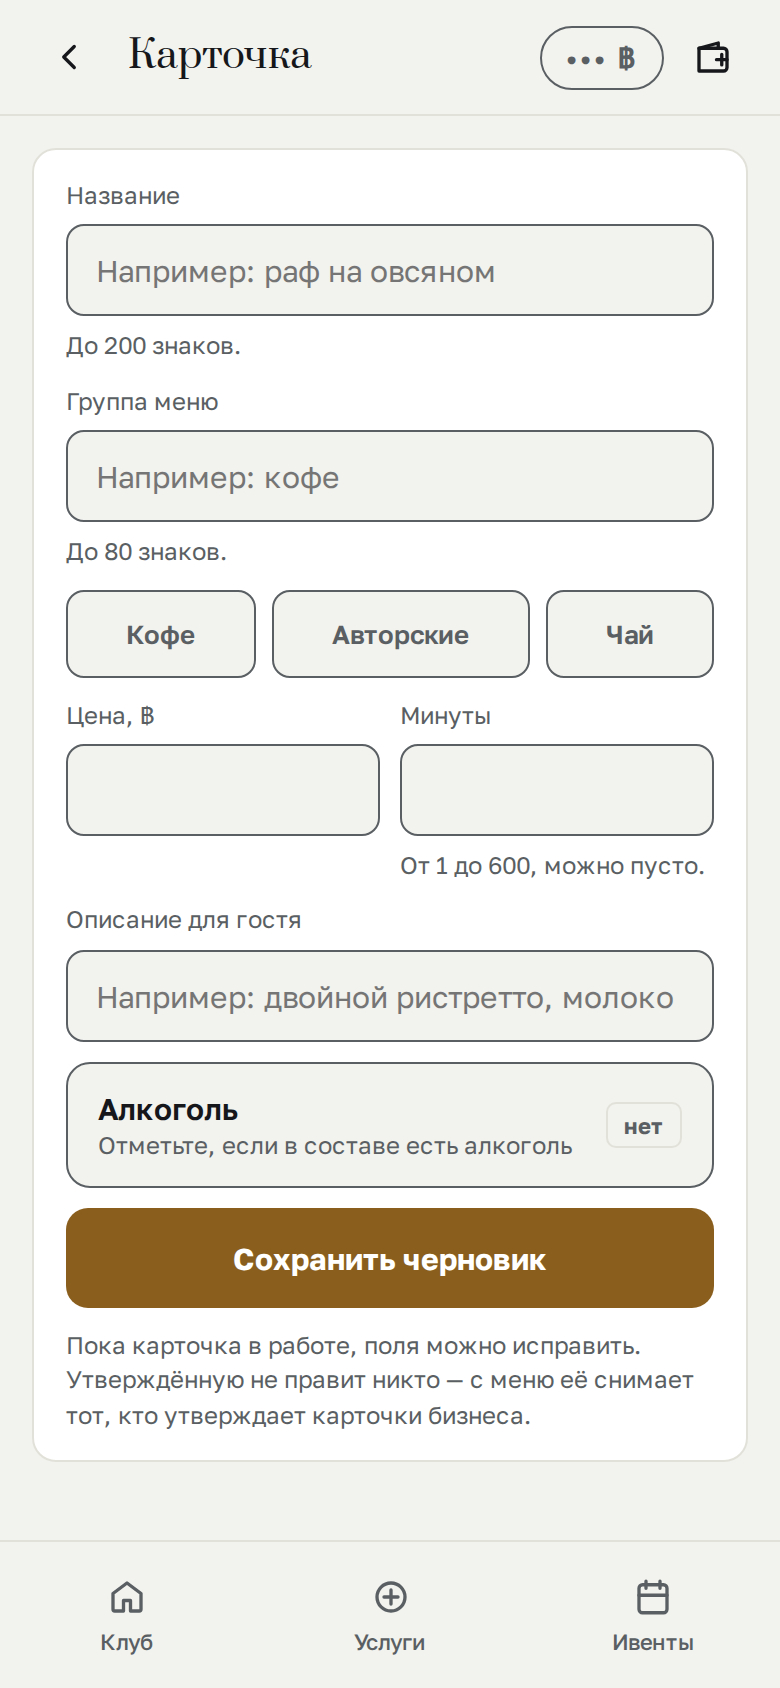 Карточка
••• ฿
Название
Например: раф на овсяном
До 200 знаков.
Группа меню
Например: кофе
До 80 знаков.
Кофе
Авторские
Чай
Цена, ฿
Минуты
От 1 до 600, можно пусто.
Описание для гостя
Например: двойной ристретто, молоко
Алкоголь
Отметьте, если в составе есть алкоголь
нет
Сохранить черновик
Пока карточка в работе, поля можно исправить.
Утверждённую не правит никто — с меню её снимает
тот, кто утверждает карточки бизнеса.
Клуб
Услуги
Ивенты